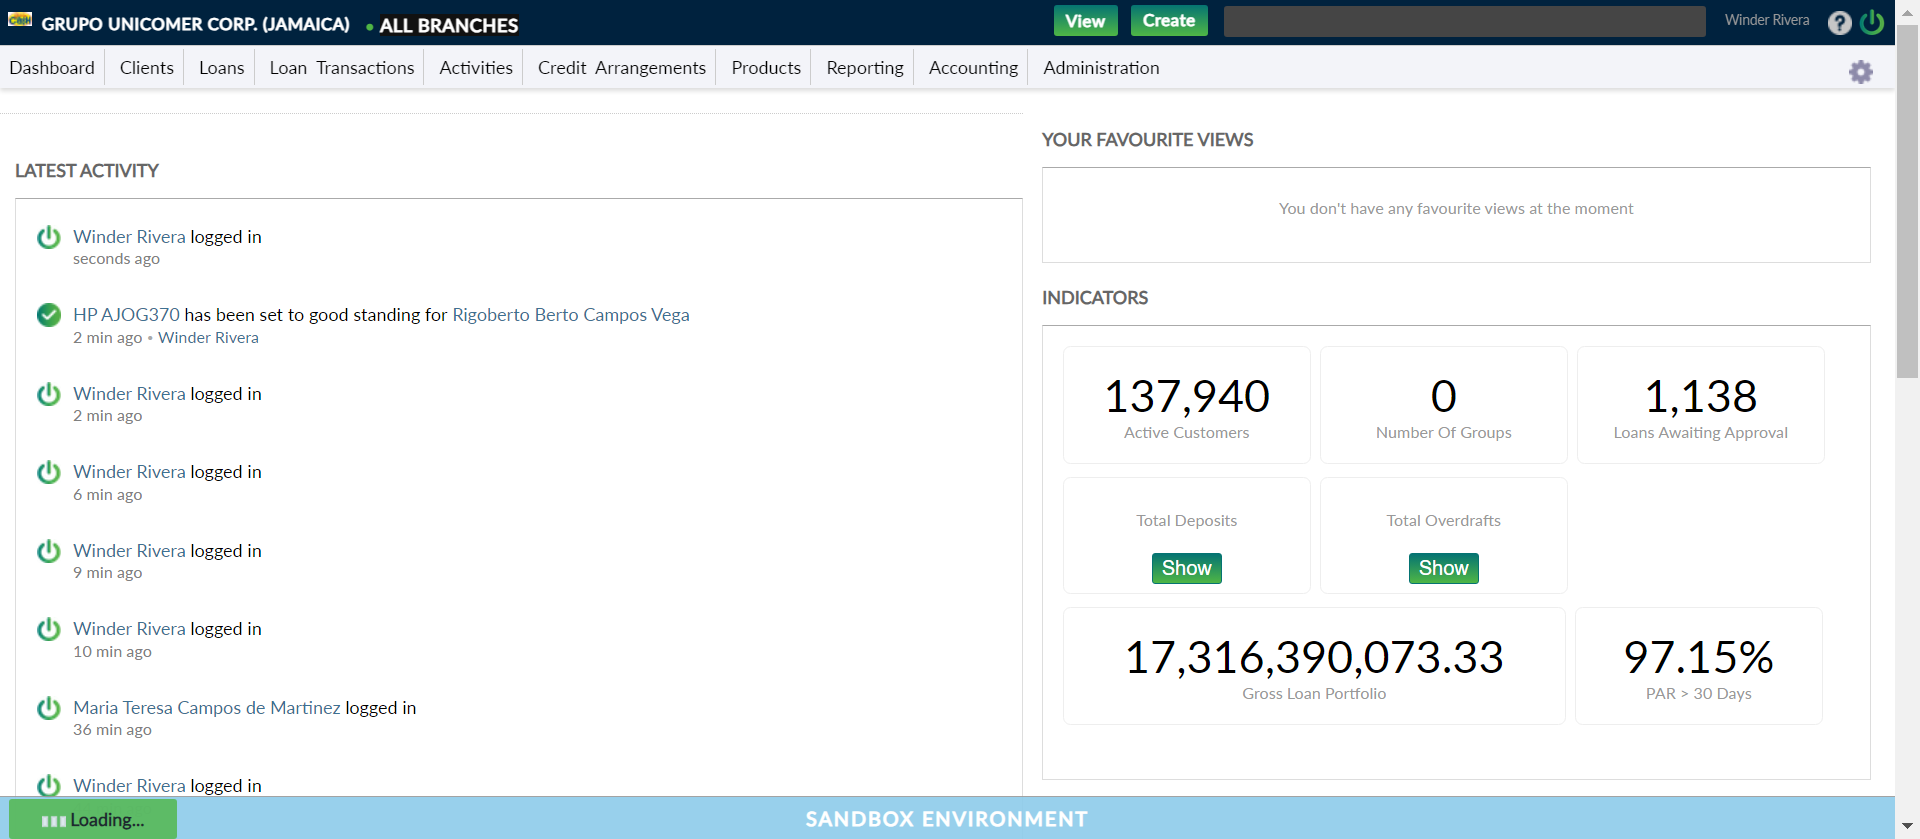 GRUPO UNICOMER CORP. (JAMAICA) • ALL BRANCHES
View Create Winder Rivera ?
Dashboard Clients Loans Loan Transactions Activities Credit Arrangements Products Reporting Accounting Administration
LATEST ACTIVITY
Winder Rivera logged in
seconds ago
HP AJOG370 has been set to good standing for Rigoberto Berto Campos Vega
2 min ago • Winder Rivera
Winder Rivera logged in
2 min ago
Winder Rivera logged in
6 min ago
Winder Rivera logged in
9 min ago
Winder Rivera logged in
10 min ago
Maria Teresa Campos de Martinez logged in
36 min ago
Winder Rivera logged in
YOUR FAVOURITE VIEWS
You don't have any favourite views at the moment
INDICATORS
137,940
Active Customers
0
Number Of Groups
1,138
Loans Awaiting Approval
Total Deposits
Show
Total Overdrafts
Show
17,316,390,073.33
Gross Loan Portfolio
97.15%
PAR > 30 Days
Loading...
SANDBOX ENVIRONMENT